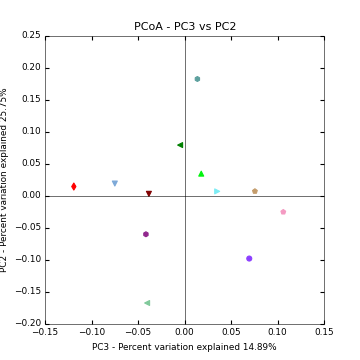 PCoA - PC3 vs PC2
0.25
0.20
0.15
0.10
0.05
0.00
−0.05
−0.10
−0.15
−0.20
PC2 - Percent variation explained 25.75%
−0.15 −0.10 −0.05 0.00 0.05 0.10 0.15
PC3 - Percent variation explained 14.89%